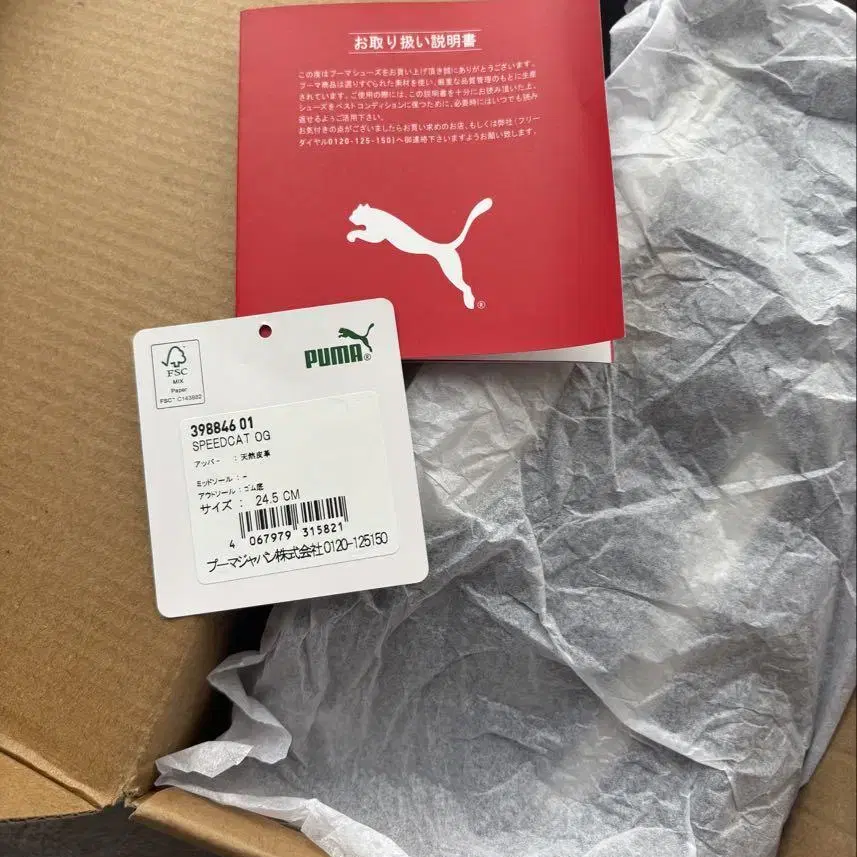 お取り扱い説明書
この度はプーマシューズをお買い上げ頂き誠にありがとうございます。
プーマ商品は選りすぐられた素材を使い、厳重な品質管理のもとに生産
されています。ご使用の際には、この説明書を十分にお読み頂いた上、
シューズをベストコンディションに保つために、必要時にはいつでも読み
返せるようご活用下さい。
お気付きの点がございましたらお買い求めのお店、もしくは弊社(フリー
ダイヤル0120-125-150)へ御連絡下さいますようお願い致します。
®
FSC
MIX
Paper
FSC™ C143882
PUMA®
398846 01
SPEEDCAT OG
アッパー : 天然皮革
ミッドソール : -
アウトソール : ゴム底
サイズ : 24.5 CM
4 067979 315821
プーマジャパン株式会社0120-125150